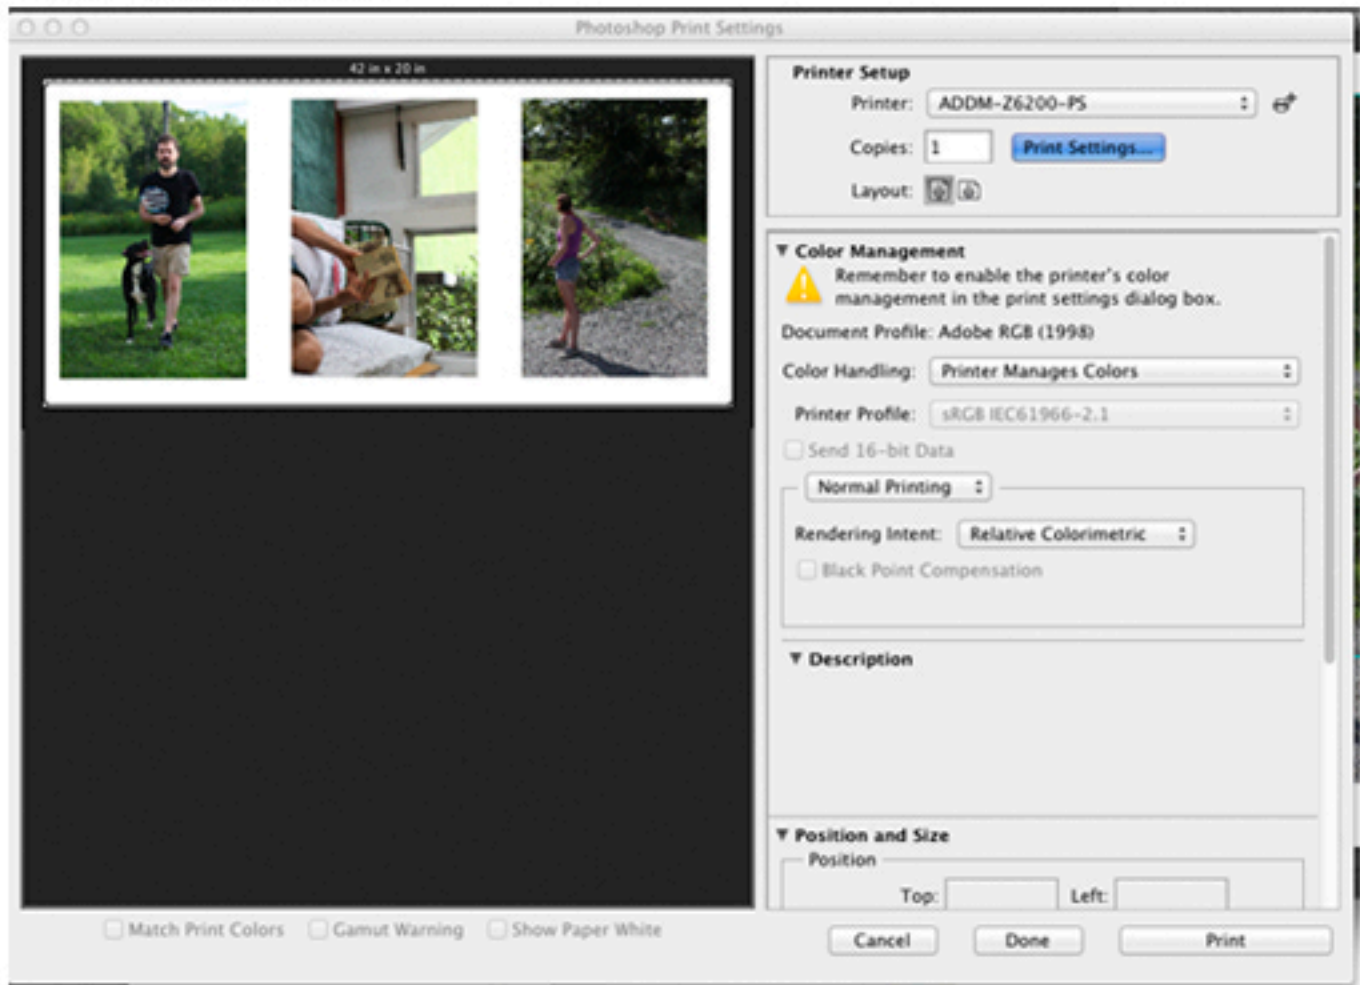 Photoshop Print Settings
42 in x 20 in
Printer Setup
Printer: ADDM-Z6200-PS
Copies: 1 Print Settings...
Layout:
Color Management
Remember to enable the printer's color
management in the print settings dialog box.
Document Profile: Adobe RGB (1998)
Color Handling: Printer Manages Colors
Printer Profile: sRGB IEC61966-2.1
Send 16-bit Data
Normal Printing
Rendering Intent: Relative Colorimetric
Black Point Compensation
Description
Position and Size
Position
Top: Left:
Match Print Colors Gamut Warning Show Paper White
Cancel Done Print